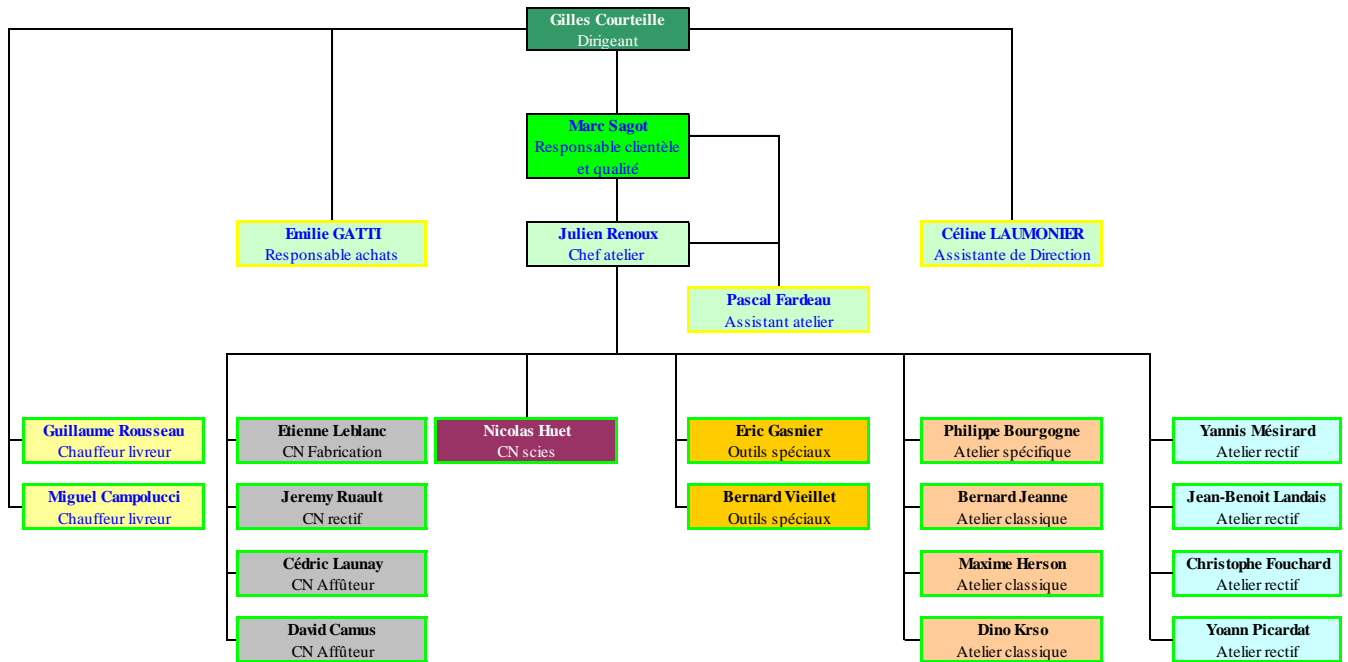 Gilles Courteille
Dirigeant
Marc Sagot
Responsable clientèle
et qualité
Emilie GATTI
Responsable achats
Julien Renoux
Chef atelier
Céline LAUMONIER
Assistante de Direction
Pascal Fardeau
Assistant atelier
Guillaume Rousseau
Chauffeur livreur
Etienne Leblanc
CN Fabrication
Nicolas Huet
CN scies
Eric Gasnier
Outils spéciaux
Philippe Bourgogne
Atelier spécifique
Yannis Mésirard
Atelier rectif
Miguel Campolucci
Chauffeur livreur
Jeremy Ruault
CN rectif
Bernard Vieillet
Outils spéciaux
Bernard Jeanne
Atelier classique
Jean-Benoit Landais
Atelier rectif
Cédric Launay
CN Affûteur
Maxime Herson
Atelier classique
Christophe Fouchard
Atelier rectif
David Camus
CN Affûteur
Dino Krso
Atelier classique
Yoann Picardat
Atelier rectif